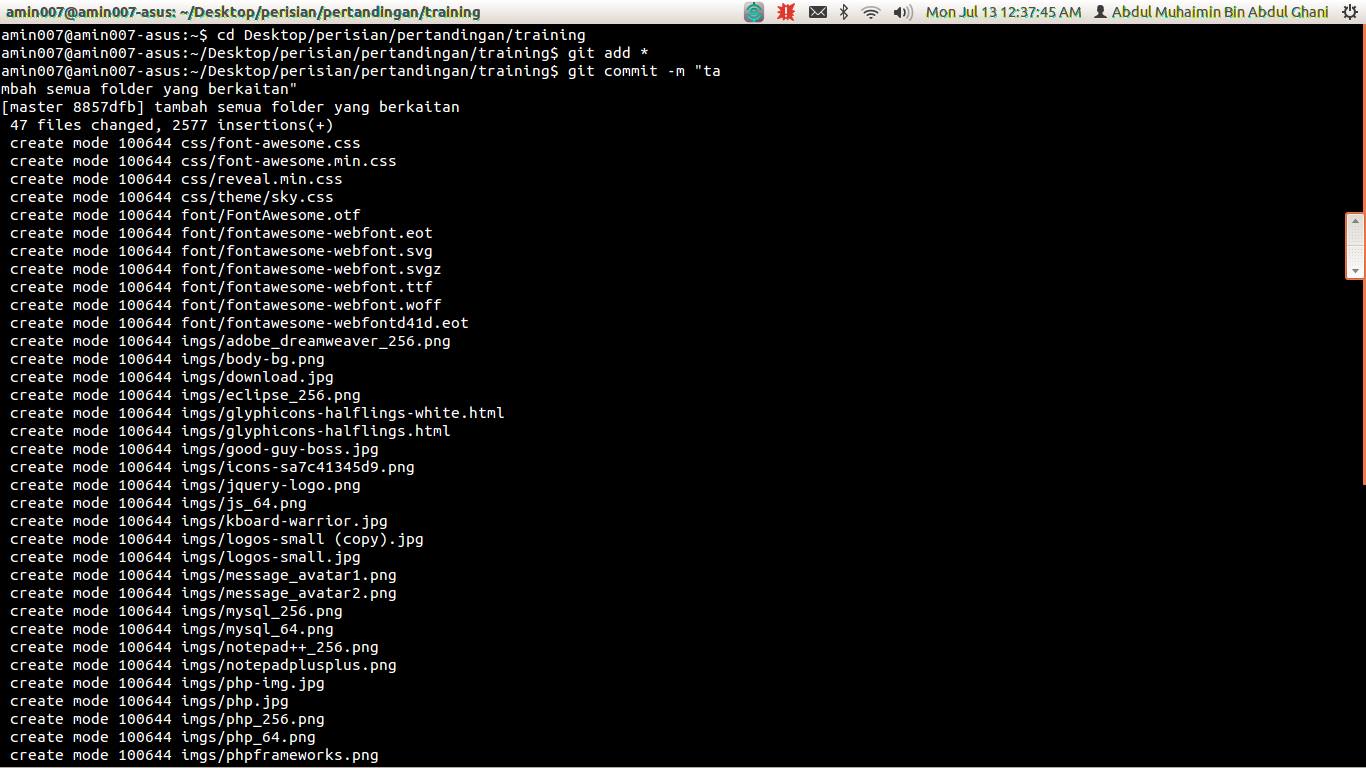 amin007@amin007-asus: ~/Desktop/perisian/pertandingan/training
Mon Jul 13 12:37:45 AM Abdul Muhaimin Bin Abdul Ghani
amin007@amin007-asus:~$ cd Desktop/perisian/pertandingan/training
amin007@amin007-asus:~/Desktop/perisian/pertandingan/training$ git add *
amin007@amin007-asus:~/Desktop/perisian/pertandingan/training$ git commit -m "ta
mbah semua folder yang berkaitan"
[master 8857dfb] tambah semua folder yang berkaitan
 47 files changed, 2577 insertions(+)
 create mode 100644 css/font-awesome.css
 create mode 100644 css/font-awesome.min.css
 create mode 100644 css/reveal.min.css
 create mode 100644 css/theme/sky.css
 create mode 100644 font/FontAwesome.otf
 create mode 100644 font/fontawesome-webfont.eot
 create mode 100644 font/fontawesome-webfont.svg
 create mode 100644 font/fontawesome-webfont.svgz
 create mode 100644 font/fontawesome-webfont.ttf
 create mode 100644 font/fontawesome-webfont.woff
 create mode 100644 font/fontawesome-webfontd41d.eot
 create mode 100644 imgs/adobe_dreamweaver_256.png
 create mode 100644 imgs/body-bg.png
 create mode 100644 imgs/download.jpg
 create mode 100644 imgs/eclipse_256.png
 create mode 100644 imgs/glyphicons-halflings-white.html
 create mode 100644 imgs/glyphicons-halflings.html
 create mode 100644 imgs/good-guy-boss.jpg
 create mode 100644 imgs/icons-sa7c41345d9.png
 create mode 100644 imgs/jquery-logo.png
 create mode 100644 imgs/js_64.png
 create mode 100644 imgs/kboard-warrior.jpg
 create mode 100644 imgs/logos-small (copy).jpg
 create mode 100644 imgs/logos-small.jpg
 create mode 100644 imgs/message_avatar1.png
 create mode 100644 imgs/message_avatar2.png
 create mode 100644 imgs/mysql_256.png
 create mode 100644 imgs/mysql_64.png
 create mode 100644 imgs/notepad++_256.png
 create mode 100644 imgs/notepadplusplus.png
 create mode 100644 imgs/php-img.jpg
 create mode 100644 imgs/php.jpg
 create mode 100644 imgs/php_256.png
 create mode 100644 imgs/php_64.png
 create mode 100644 imgs/phpframeworks.png